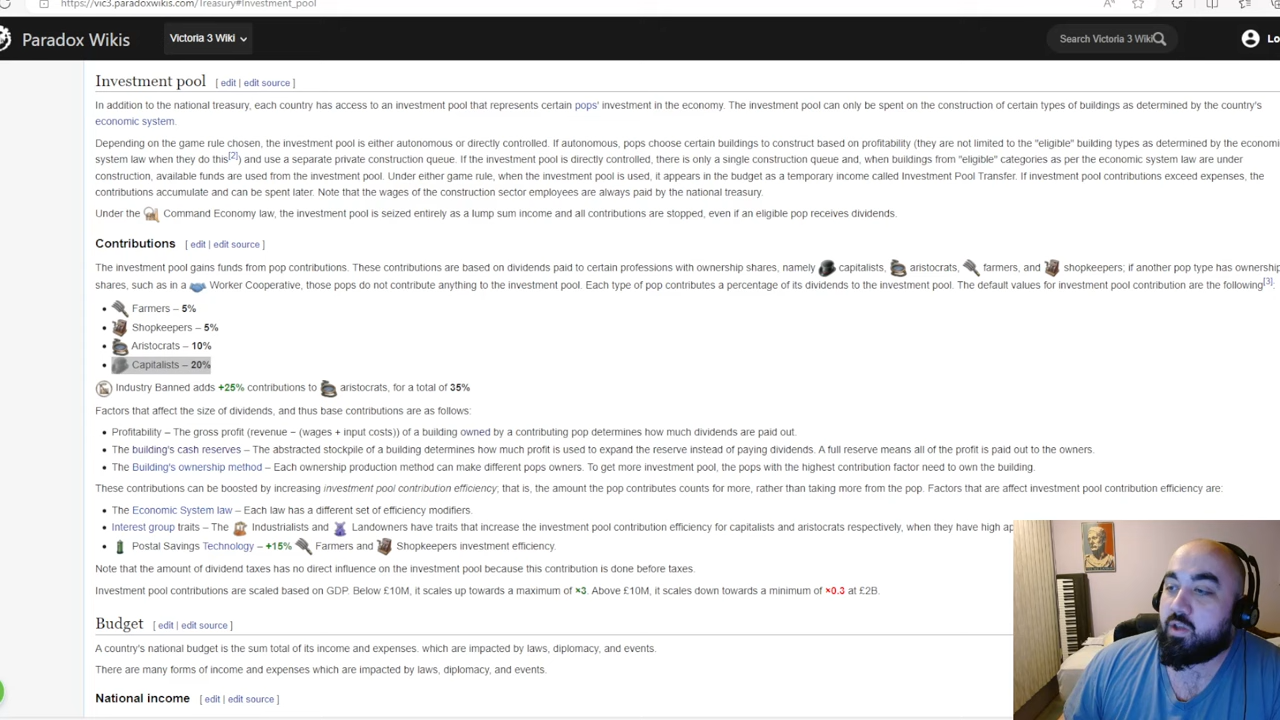 https://vic3.paradoxwikis.com/Treasury#Investment_pool
Paradox Wikis
Victoria 3 Wiki
Search Victoria 3 Wiki
Lo
Investment pool [ edit | edit source ]
In addition to the national treasury, each country has access to an investment pool that represents certain pops' investment in the economy. The investment pool can only be spent on the construction of certain types of buildings as determined by the country's
economic system.
Depending on the game rule chosen, the investment pool is either autonomous or directly controlled. If autonomous, pops choose certain buildings to construct based on profitability (they are not limited to the "eligible" building types as determined by the economi
system law when they do this[2]) and use a separate private construction queue. If the investment pool is directly controlled, there is only a single construction queue and, when buildings from "eligible" categories as per the economic system law are under
construction, available funds are used from the investment pool. Under either game rule, when the investment pool is used, it appears in the budget as a temporary income called Investment Pool Transfer. If investment pool contributions exceed expenses, the
contributions accumulate and can be spent later. Note that the wages of the construction sector employees are always paid by the national treasury.
Under the Command Economy law, the investment pool is seized entirely as a lump sum income and all contributions are stopped, even if an eligible pop receives dividends.
Contributions [ edit | edit source ]
The investment pool gains funds from pop contributions. These contributions are based on dividends paid to certain professions with ownership shares, namely capitalists, aristocrats, farmers, and shopkeepers; if another pop type has ownership
shares, such as in a Worker Cooperative, those pops do not contribute anything to the investment pool. Each type of pop contributes a percentage of its dividends to the investment pool. The default values for investment pool contribution are the following[3]:
• Farmers – 5%
• Shopkeepers – 5%
• Aristocrats – 10%
• Capitalists – 20%
Industry Banned adds +25% contributions to aristocrats, for a total of 35%
Factors that affect the size of dividends, and thus base contributions are as follows:
• Profitability – The gross profit (revenue − (wages + input costs)) of a building owned by a contributing pop determines how much dividends are paid out.
• The building's cash reserves – The abstracted stockpile of a building determines how much profit is used to expand the reserve instead of paying dividends. A full reserve means all of the profit is paid out to the owners.
• The Building's ownership method – Each ownership production method can make different pops owners. To get more investment pool, the pops with the highest contribution factor need to own the building.
These contributions can be boosted by increasing investment pool contribution efficiency; that is, the amount the pop contributes counts for more, rather than taking more from the pop. Factors that are affect investment pool contribution efficiency are:
• The Economic System law – Each law has a different set of efficiency modifiers.
• Interest group traits – The Industrialists and Landowners have traits that increase the investment pool contribution efficiency for capitalists and aristocrats respectively, when they have high ap
• Postal Savings Technology – +15% Farmers and Shopkeepers investment efficiency.
Note that the amount of dividend taxes has no direct influence on the investment pool because this contribution is done before taxes.
Investment pool contributions are scaled based on GDP. Below £10M, it scales up towards a maximum of ×3. Above £10M, it scales down towards a minimum of ×0.3 at £2B.
Budget [ edit | edit source ]
A country's national budget is the sum total of its income and expenses. which are impacted by laws, diplomacy, and events.
There are many forms of income and expenses which are impacted by laws, diplomacy, and events.
National income [ edit | edit source ]